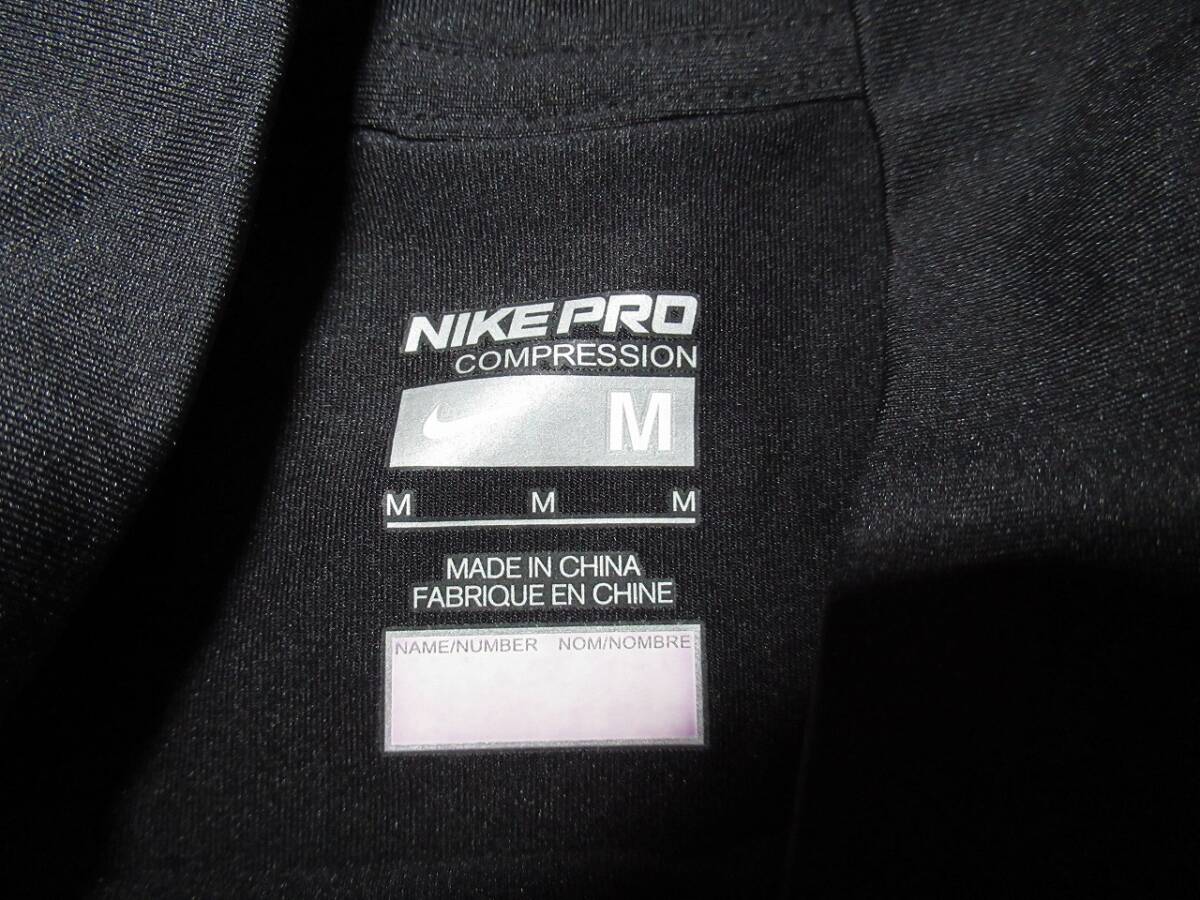 NIKE PRO
COMPRESSION
M
M M M
MADE IN CHINA
FABRIQUE EN CHINE
NAME/NUMBER NOM/NOMBRE